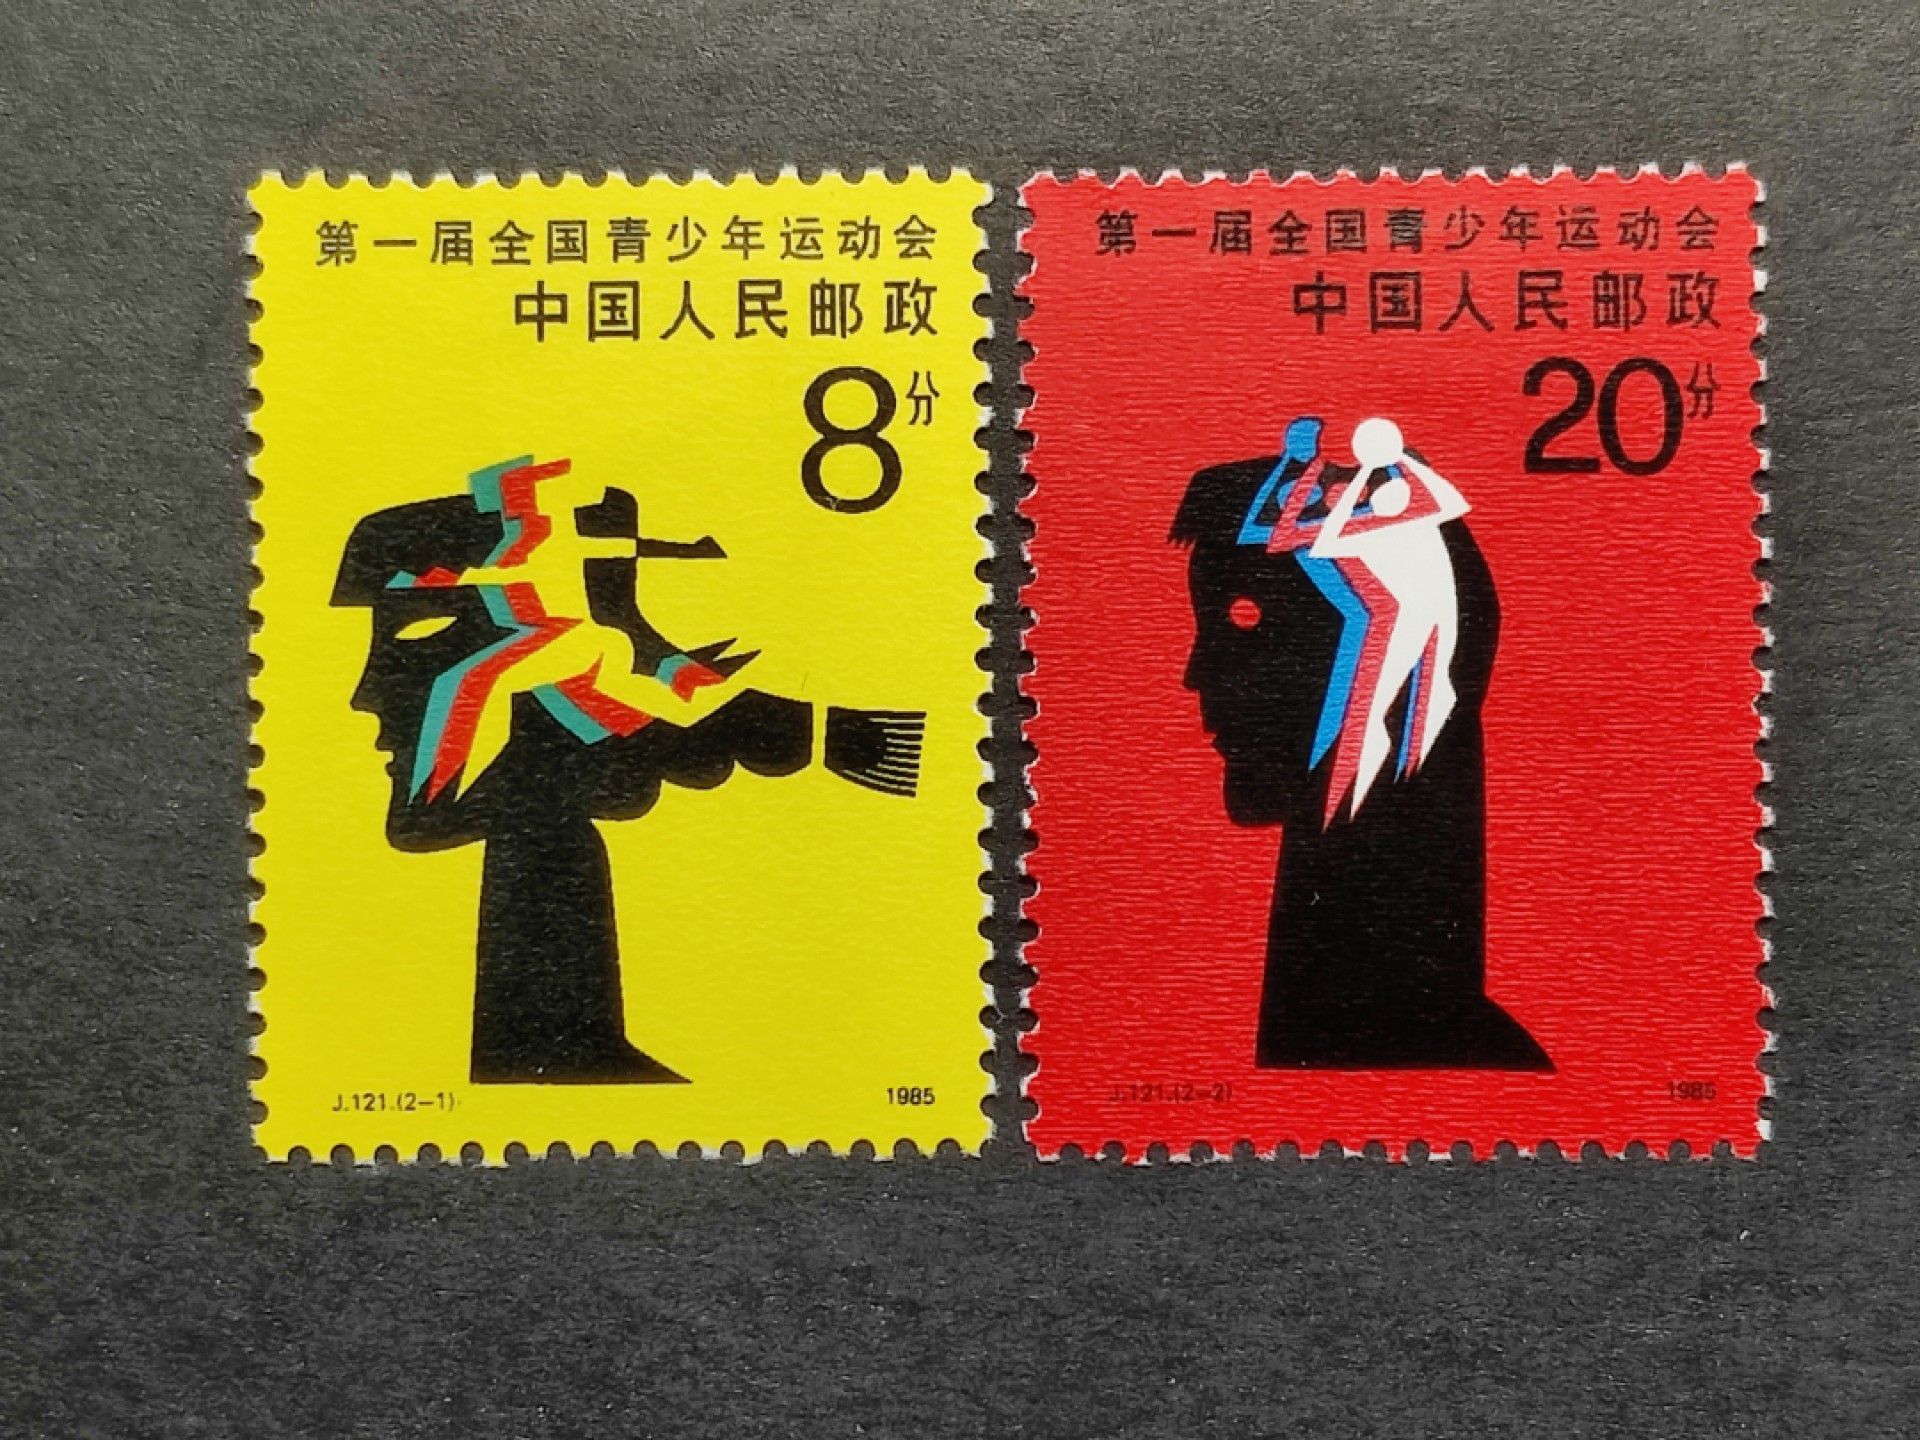 第一届全国青少年运动会
中国人民邮政
8分
J.121.(2-1).
1985
第一届全国青少年运动会
中国人民邮政
20分
J.121.(2-2)
1985